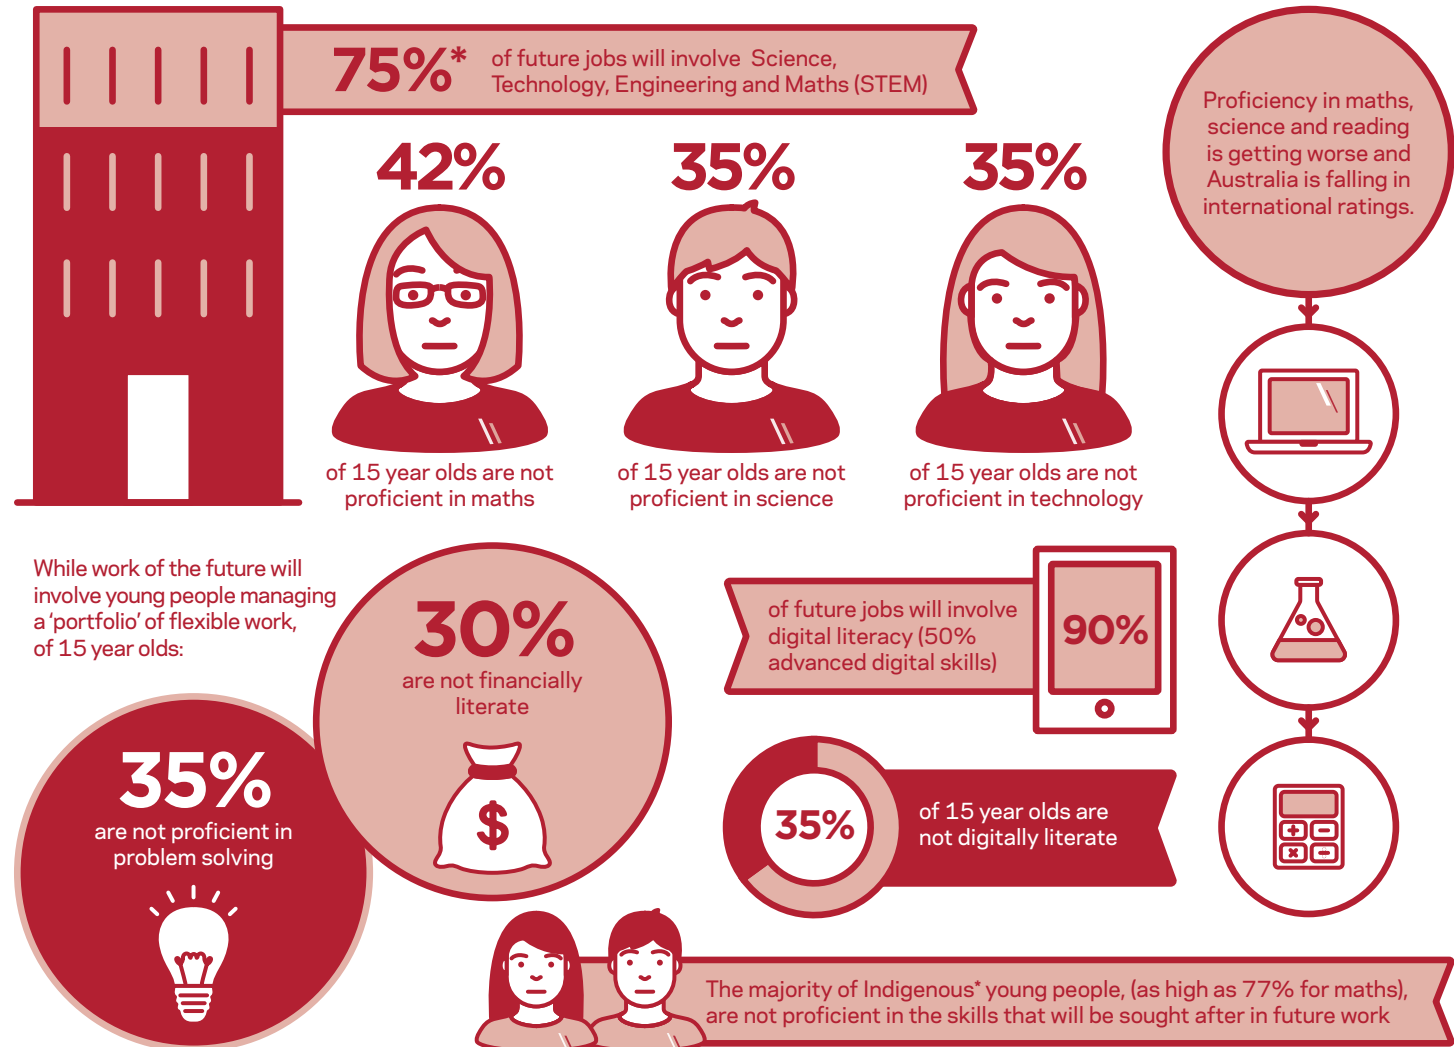 75%*
of future jobs will involve Science,
Technology, Engineering and Maths (STEM)
Proficiency in maths,
science and reading
is getting worse and
Australia is falling in
international ratings.
42%
35%
35%
of 15 year olds are not
proficient in maths
of 15 year olds are not
proficient in science
of 15 year olds are not
proficient in technology
While work of the future will
involve young people managing
a ‘portfolio’ of flexible work,
of 15 year olds:
30%
are not financially
literate
$
35%
are not proficient in
problem solving
of future jobs will involve
digital literacy (50%
advanced digital skills)
90%
35%
of 15 year olds are
not digitally literate
+ −
× ÷
The majority of Indigenous* young people, (as high as 77% for maths),
are not proficient in the skills that will be sought after in future work